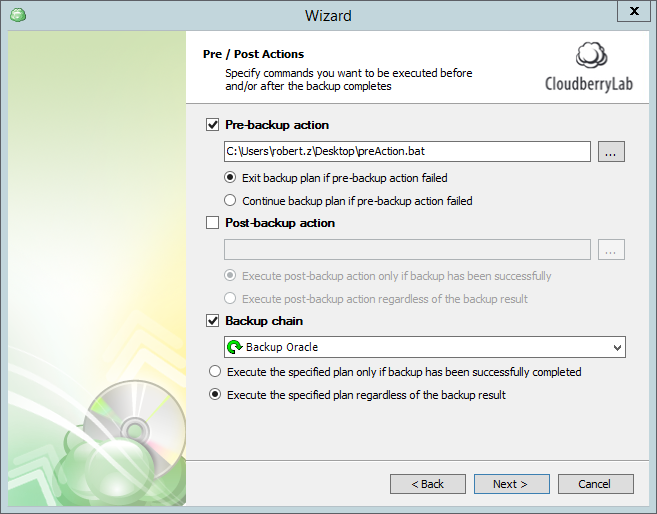 Wizard
x
Pre / Post Actions
Specify commands you want to be executed before
and/or after the backup completes
CloudberryLab
Pre-backup action
C:\Users\robert.z\Desktop\preAction.bat
...
Exit backup plan if pre-backup action failed
Continue backup plan if pre-backup action failed
Post-backup action
...
Execute post-backup action only if backup has been successfully
Execute post-backup action regardless of the backup result
Backup chain
Backup Oracle
Execute the specified plan only if backup has been successfully completed
Execute the specified plan regardless of the backup result
< Back
Next >
Cancel